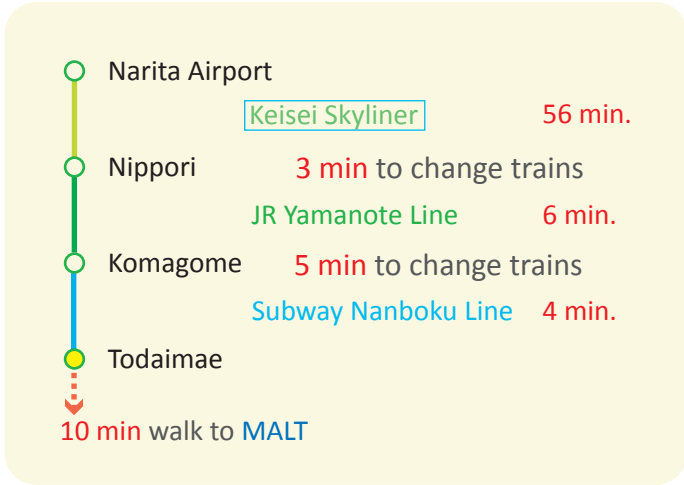 Narita Airport
Keisei Skyliner 56 min.
Nippori 3 min to change trains
JR Yamanote Line 6 min.
Komagome 5 min to change trains
Subway Nanboku Line 4 min.
Todaimae
10 min walk to MALT